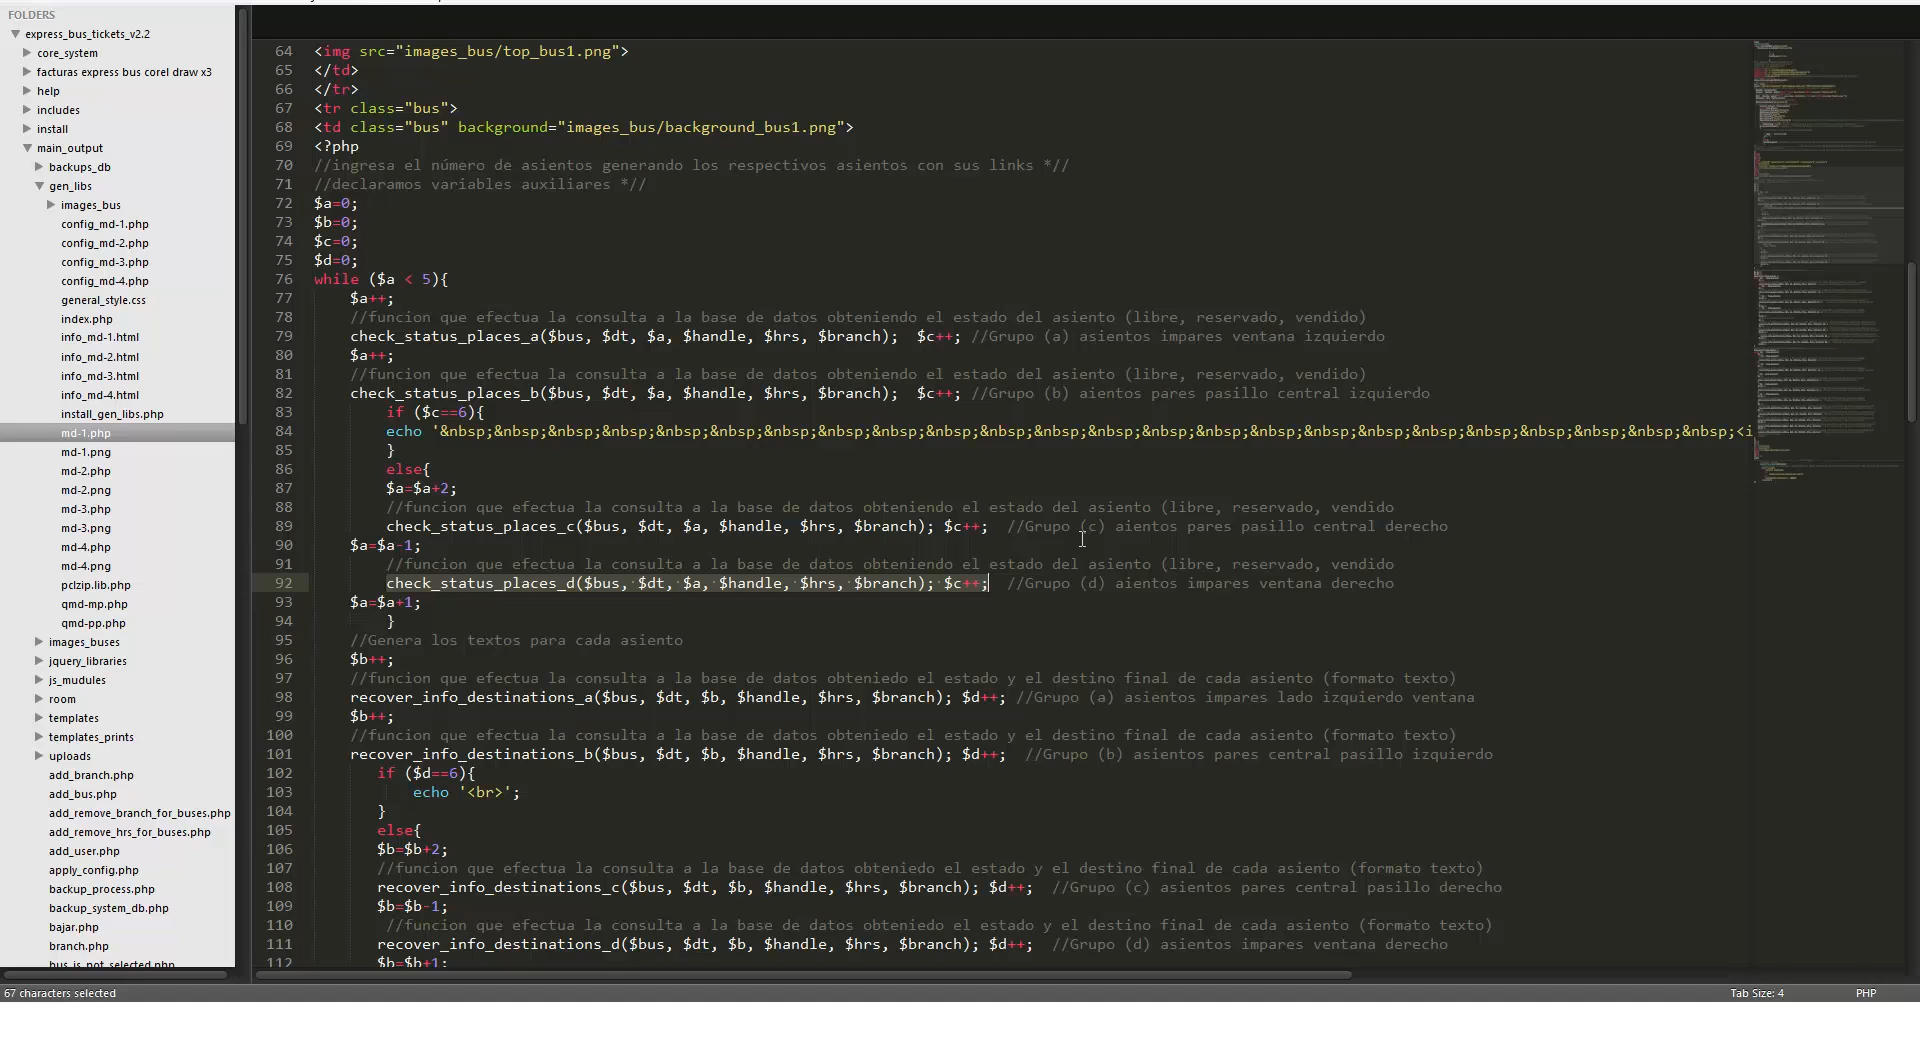 FOLDERS
express_bus_tickets_v2.2
core_system
facturas express bus corel draw x3
help
includes
install
main_output
backups_db
gen_libs
images_bus
config_md-1.php
config_md-2.php
config_md-3.php
config_md-4.php
general_style.css
index.php
info_md-1.html
info_md-2.html
info_md-3.html
info_md-4.html
install_gen_libs.php
md-1.php
md-1.png
md-2.php
md-2.png
md-3.php
md-3.png
md-4.php
md-4.png
pclzip.lib.php
qmd-mp.php
qmd-pp.php
images_buses
jquery_libraries
js_mudules
room
templates
templates_prints
uploads
add_branch.php
add_bus.php
add_remove_branch_for_buses.php
add_remove_hrs_for_buses.php
add_user.php
apply_config.php
backup_process.php
backup_system_db.php
bajar.php
branch.php
bus_is_not_selected.php
64 <img src="images_bus/top_bus1.png">
65 </td>
66 </tr>
67 <tr class="bus">
68 <td class="bus" background="images_bus/background_bus1.png">
69 <?php
70 //ingresa el número de asientos generando los respectivos asientos con sus links *//
71 //declaramos variables auxiliares *//
72 $a=0;
73 $b=0;
74 $c=0;
75 $d=0;
76 while ($a < 5){
77 $a++;
78 //funcion que efectua la consulta a la base de datos obteniendo el estado del asiento (libre, reservado, vendido)
79 check_status_places_a($bus, $dt, $a, $handle, $hrs, $branch);  $c++; //Grupo (a) asientos impares ventana izquierdo
80 $a++;
81 //funcion que efectua la consulta a la base de datos obteniendo el estado del asiento (libre, reservado, vendido)
82 check_status_places_b($bus, $dt, $a, $handle, $hrs, $branch);  $c++; //Grupo (b) asientos pares pasillo central izquierdo
83 if ($c==6){
84 echo '&nbsp;&nbsp;&nbsp;&nbsp;&nbsp;&nbsp;&nbsp;&nbsp;&nbsp;&nbsp;&nbsp;&nbsp;&nbsp;&nbsp;&nbsp;&nbsp;&nbsp;&nbsp;&nbsp;&nbsp;&nbsp;&nbsp;&nbsp;&nbsp;<i
85 }
86 else{
87 $a=$a+2;
88 //funcion que efectua la consulta a la base de datos obteniendo el estado del asiento (libre, reservado, vendido
89 check_status_places_c($bus, $dt, $a, $handle, $hrs, $branch); $c++;  //Grupo (c) aientos pares pasillo central derecho
90 $a=$a-1;
91 //funcion que efectua la consulta a la base de datos obteniendo el estado del asiento (libre, reservado, vendido
92 check_status_places_d($bus, $dt, $a, $handle, $hrs, $branch); $c++;  //Grupo (d) aientos impares ventana derecho
93 $a=$a+1;
94 }
95 //Genera los textos para cada asiento
96 $b++;
97 //funcion que efectua la consulta a la base de datos obteniedo el estado y el destino final de cada asiento (formato texto)
98 recover_info_destinations_a($bus, $dt, $b, $handle, $hrs, $branch); $d++; //Grupo (a) asientos impares lado izquierdo ventana
99 $b++;
100 //funcion que efectua la consulta a la base de datos obteniedo el estado y el destino final de cada asiento (formato texto)
101 recover_info_destinations_b($bus, $dt, $b, $handle, $hrs, $branch); $d++;  //Grupo (b) asientos pares central pasillo izquierdo
102 if ($d==6){
103 echo '<br>';
104 }
105 else{
106 $b=$b+2;
107 //funcion que efectua la consulta a la base de datos obteniedo el estado y el destino final de cada asiento (formato texto)
108 recover_info_destinations_c($bus, $dt, $b, $handle, $hrs, $branch); $d++;  //Grupo (c) asientos pares central pasillo derecho
109 $b=$b-1;
110 //funcion que efectua la consulta a la base de datos obteniedo el estado y el destino final de cada asiento (formato texto)
111 recover_info_destinations_d($bus, $dt, $b, $handle, $hrs, $branch); $d++;  //Grupo (d) asientos impares ventana derecho
112 $b=$b+1;
67 characters selected
Tab Size: 4
PHP